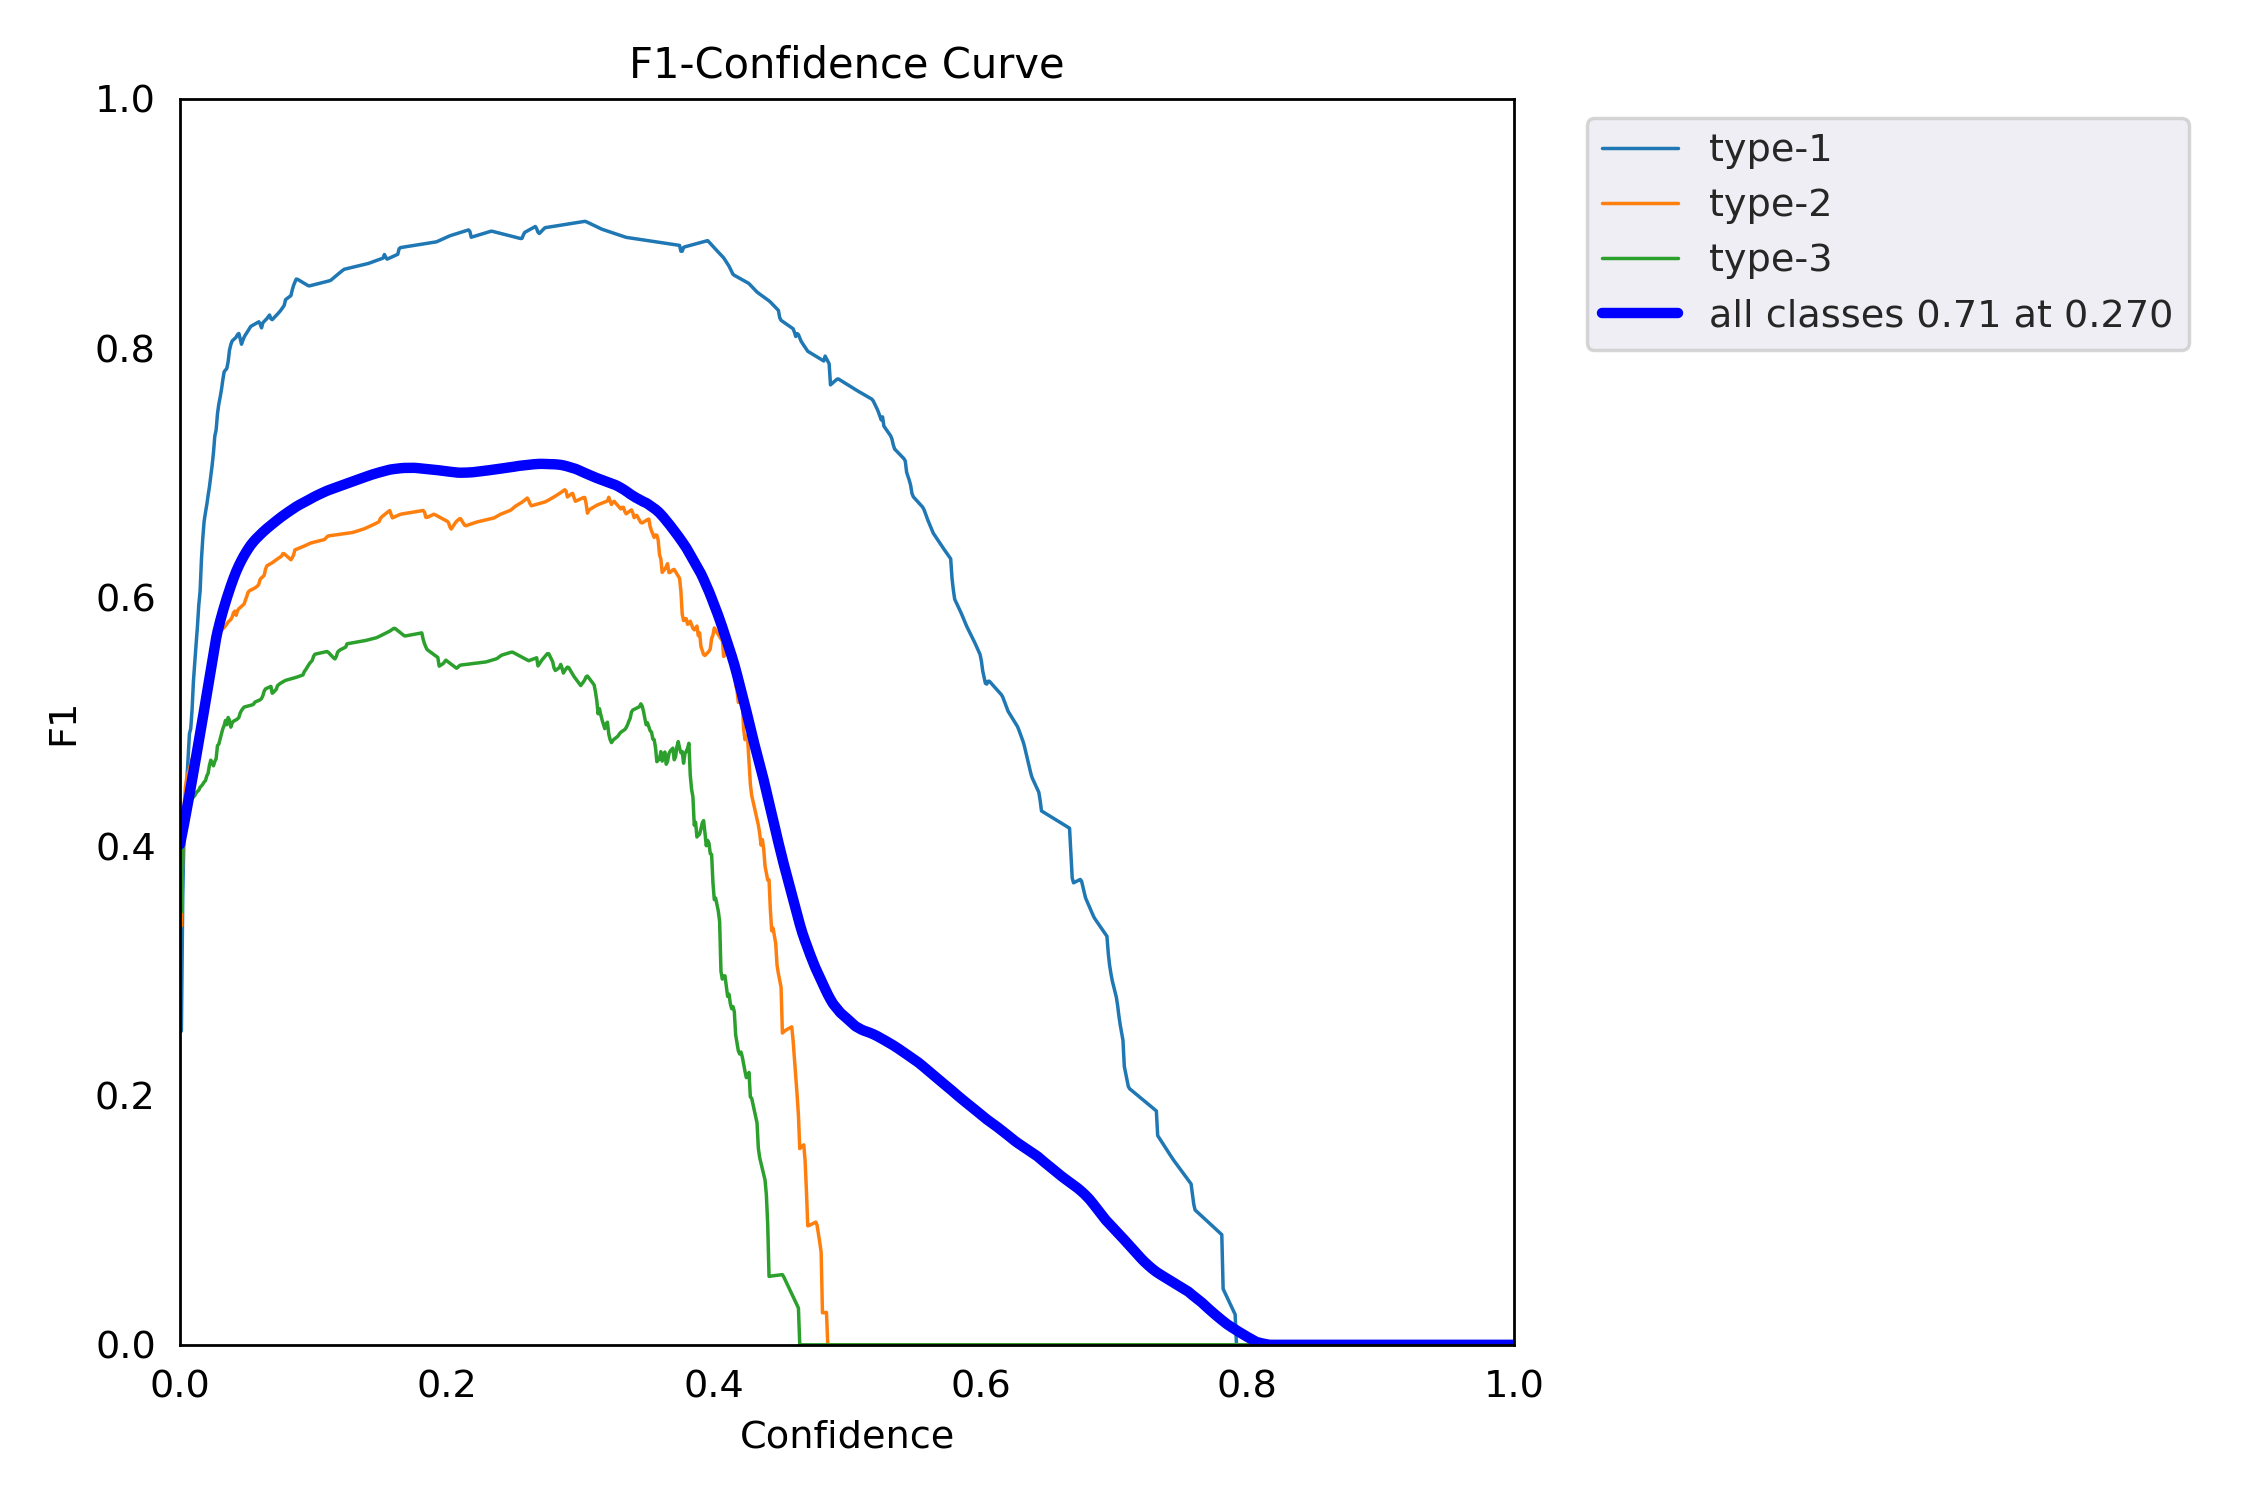 F1-Confidence Curve
1.0
0.8
0.6
0.4
0.2
0.0
F1
0.0 0.2 0.4 0.6 0.8 1.0
Confidence
type-1
type-2
type-3
all classes 0.71 at 0.270